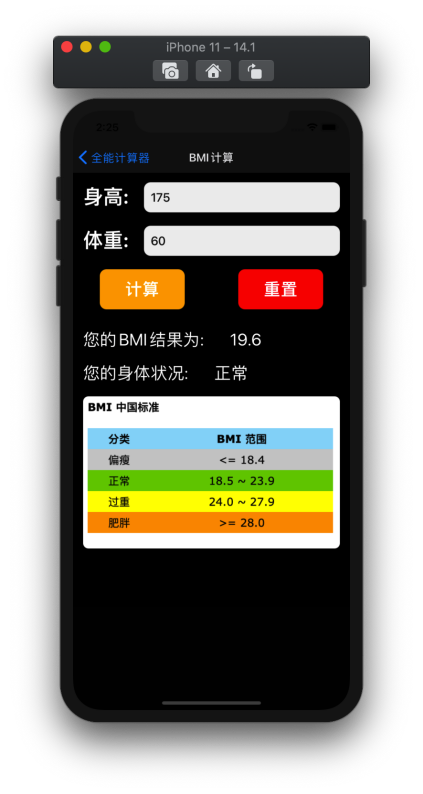 iPhone 11 – 14.1
2:25
全能计算器 BMI计算
身高: 175
体重: 60
计算 重置
您的BMI结果为: 19.6
您的身体状况: 正常
BMI 中国标准
分类 BMI 范围
偏瘦 <= 18.4
正常 18.5 ~ 23.9
过重 24.0 ~ 27.9
肥胖 >= 28.0